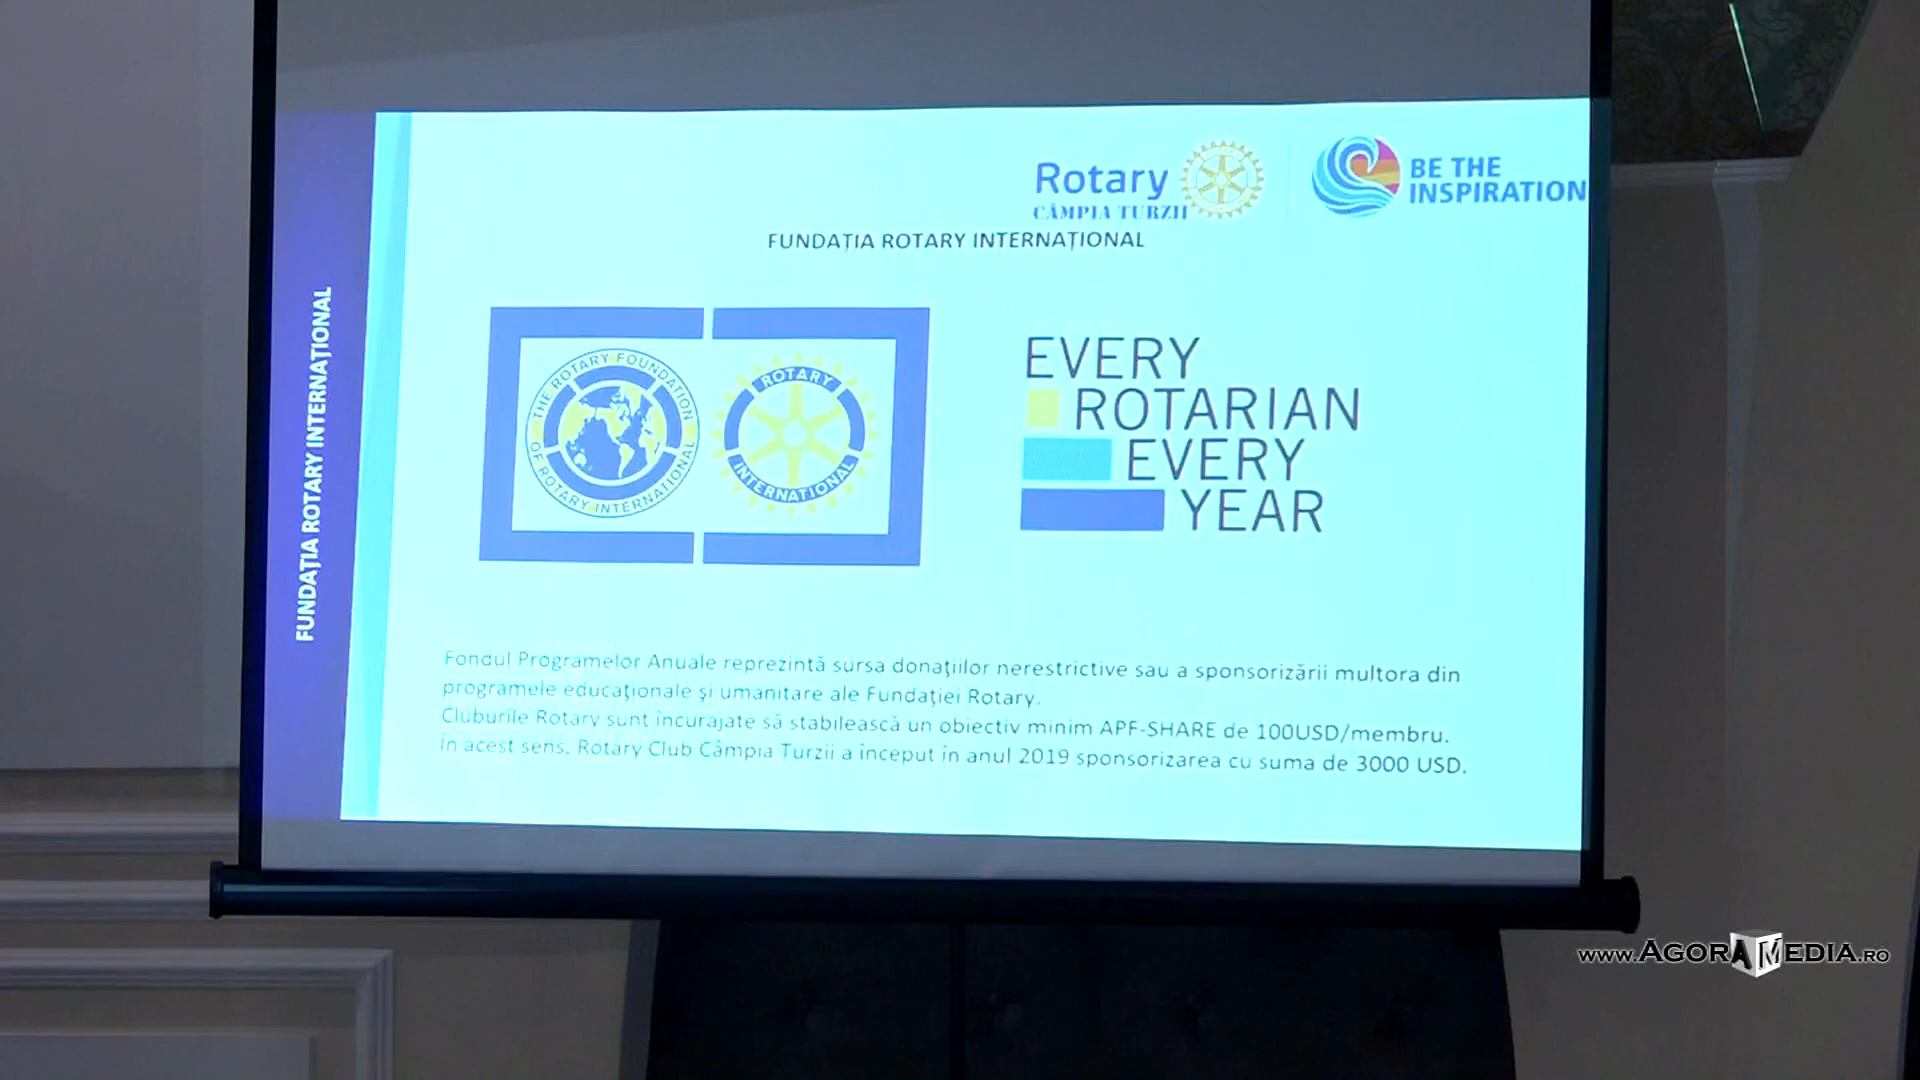 Rotary
CÂMPIA TURZII
BE THE
INSPIRATION
FUNDAȚIA ROTARY INTERNAȚIONAL
FUNDAȚIA ROTARY INTERNAȚIONAL
THE ROTARY FOUNDATION
OF ROTARY INTERNATIONAL
ROTARY
INTERNATIONAL
EVERY
ROTARIAN
EVERY
YEAR
Fondul Programelor Anuale reprezintă sursa donațiilor nerestrictive sau a sponsorizării multora din
programele educaționale și umanitare ale Fundației Rotary.
Cluburile Rotary sunt încurajate să stabilească un obiectiv minim APF-SHARE de 100USD/membru.
În acest sens, Rotary Club Câmpia Turzii a început în anul 2019 sponsorizarea cu suma de 3000 USD.
www.AGORAMEDIA.RO